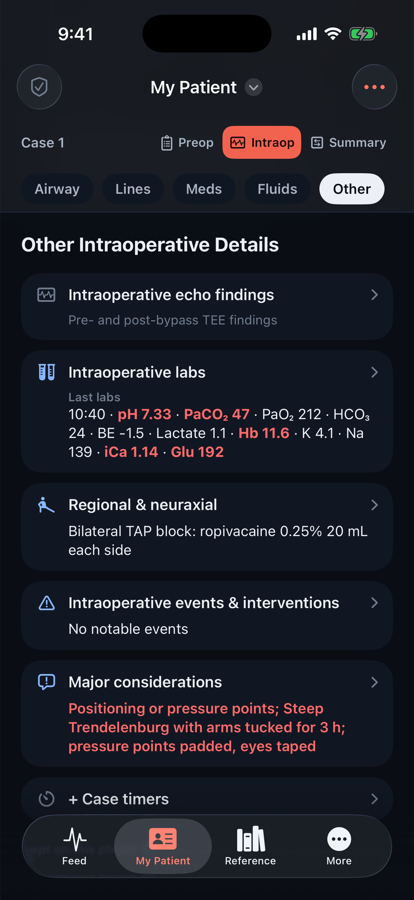 9:41
My Patient
Case 1
Preop
Intraop
Summary
Airway
Lines
Meds
Fluids
Other
Other Intraoperative Details
Intraoperative echo findings
Pre- and post-bypass TEE findings
Intraoperative labs
Last labs
10:40 · pH 7.33 · PaCO₂ 47 · PaO₂ 212 · HCO₃
24 · BE -1.5 · Lactate 1.1 · Hb 11.6 · K 4.1 · Na
139 · iCa 1.14 · Glu 192
Regional & neuraxial
Bilateral TAP block: ropivacaine 0.25% 20 mL
each side
Intraoperative events & interventions
No notable events
Major considerations
Positioning or pressure points; Steep
Trendelenburg with arms tucked for 3 h;
pressure points padded, eyes taped
+ Case timers
Feed
My Patient
Reference
More